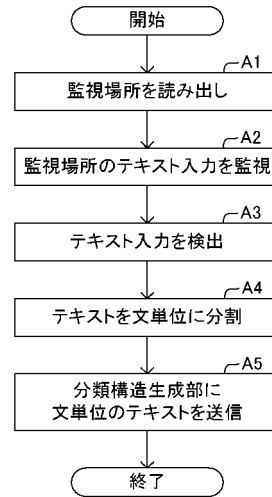 開始
A1
監視場所を読み出し
A2
監視場所のテキスト入力を監視
A3
テキスト入力を検出
A4
テキストを文単位に分割
A5
分類構造生成部に
文単位のテキストを送信
終了